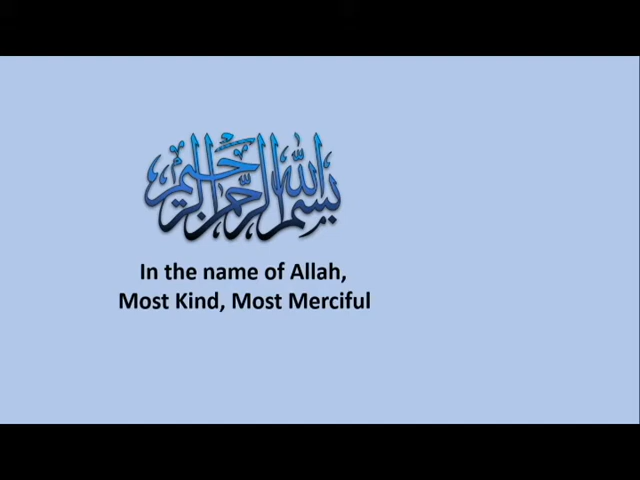 بسم الله الرحمن الرحيم
In the name of Allah,
Most Kind, Most Merciful